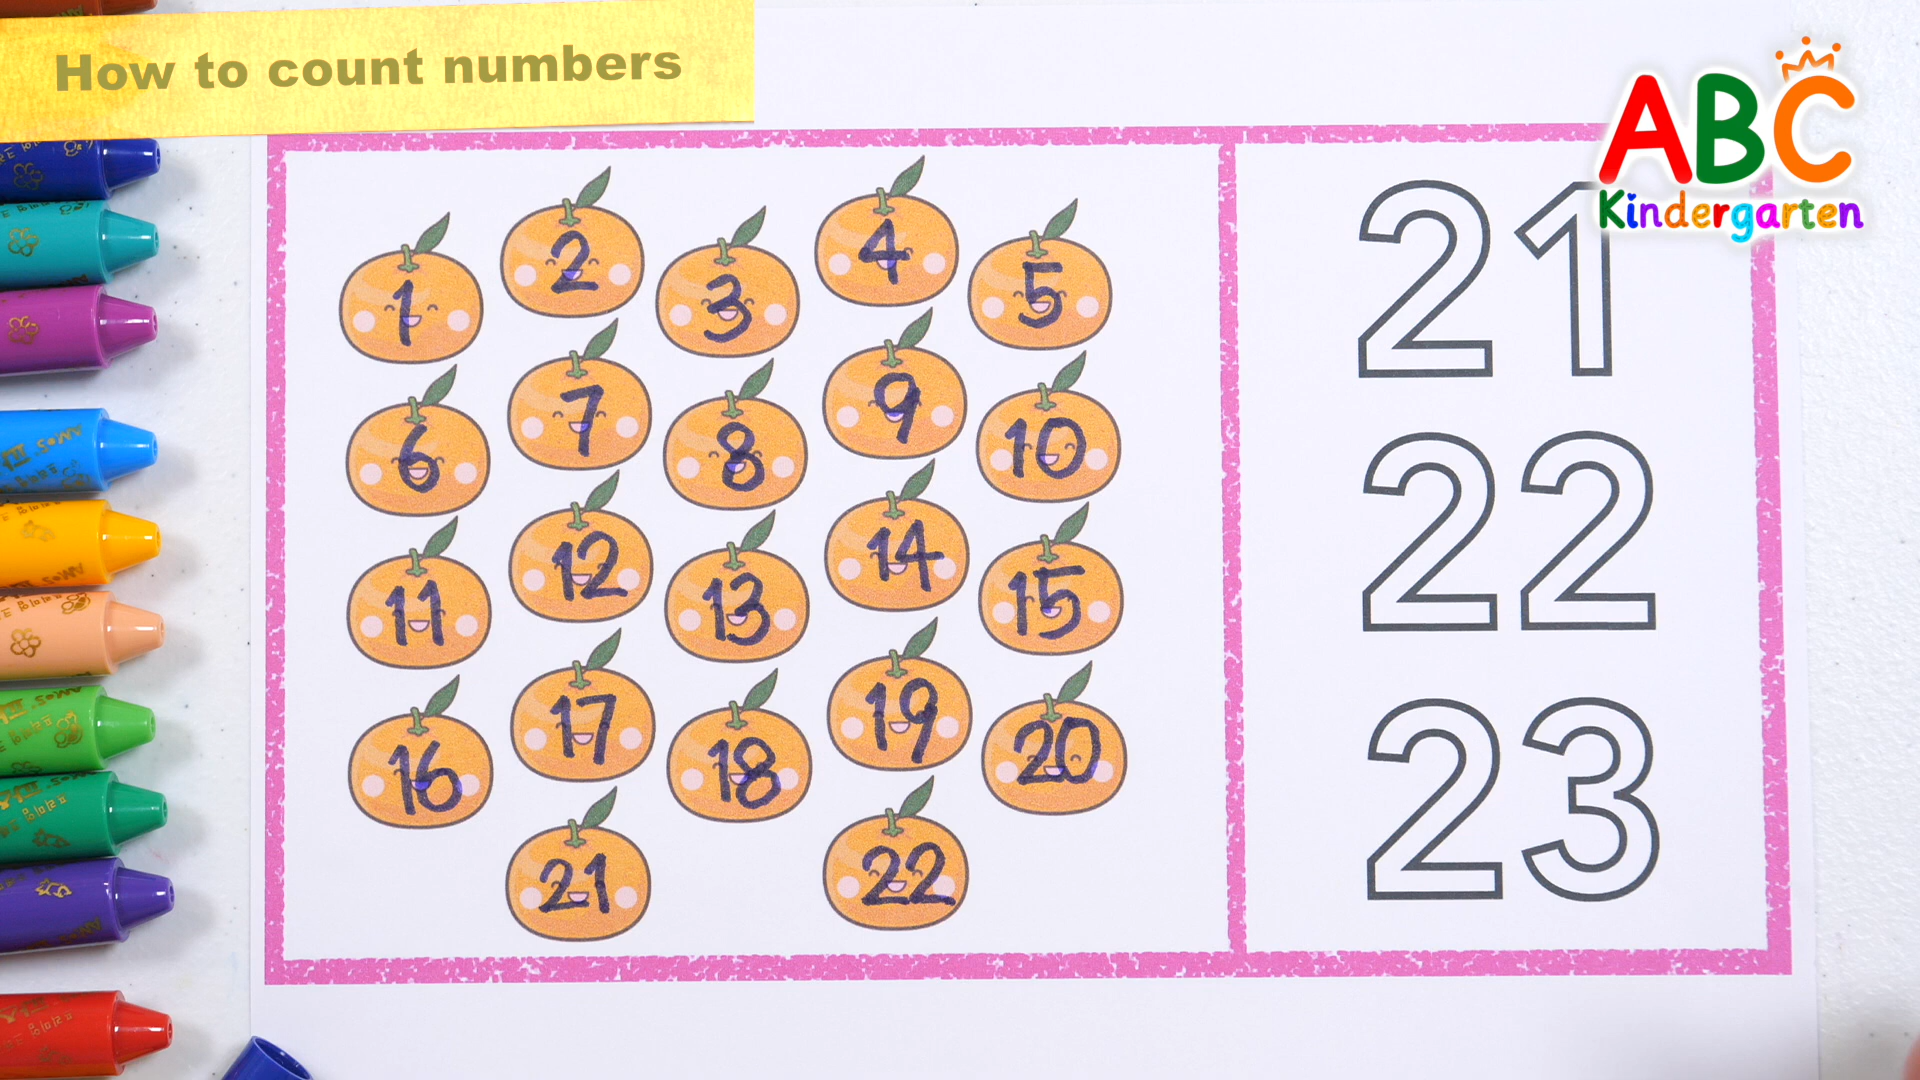 How to count numbers
ABC
Kindergarten
1 2 3 4 5
6 7 8 9 10
11 12 13 14 15
16 17 18 19 20
21 22
21
22
23